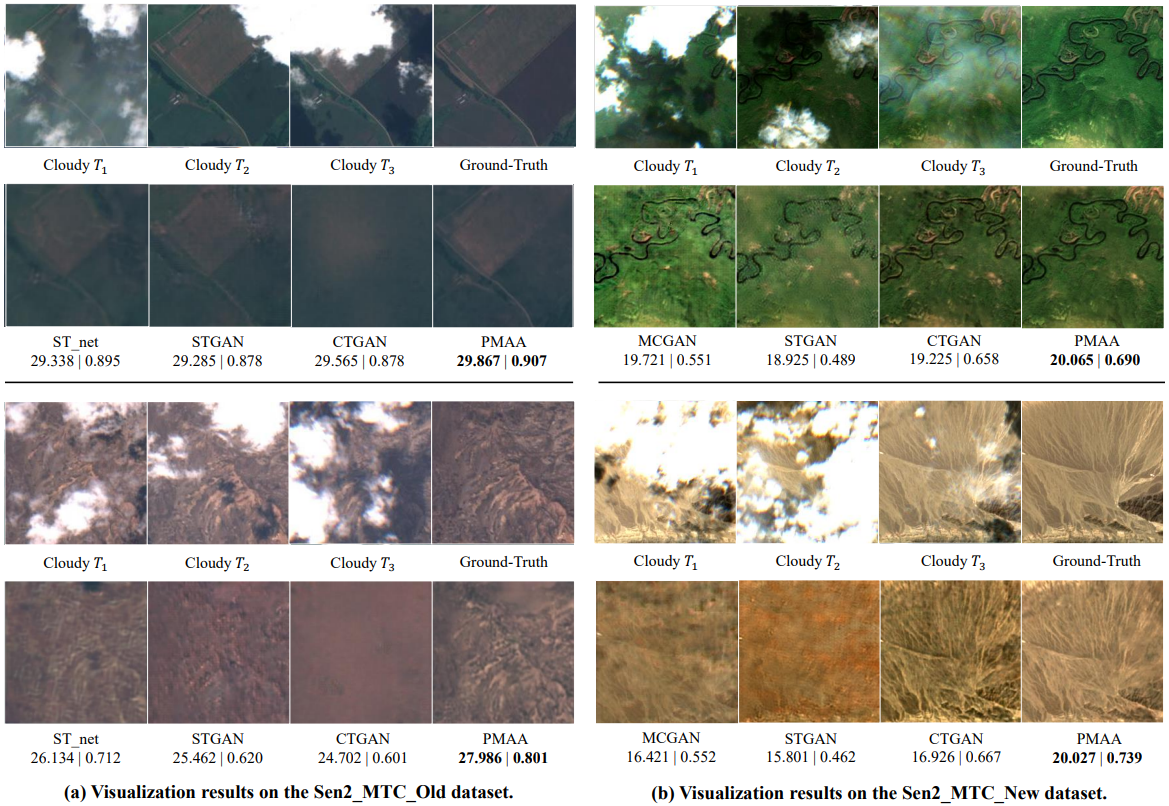 Cloudy T₁ Cloudy T₂ Cloudy T₃ Ground-Truth
ST_net STGAN CTGAN PMAA
29.338 | 0.895 29.285 | 0.878 29.565 | 0.878 29.867 | 0.907
Cloudy T₁ Cloudy T₂ Cloudy T₃ Ground-Truth
ST_net STGAN CTGAN PMAA
26.134 | 0.712 25.462 | 0.620 24.702 | 0.601 27.986 | 0.801
(a) Visualization results on the Sen2_MTC_Old dataset.
Cloudy T₁ Cloudy T₂ Cloudy T₃ Ground-Truth
MCGAN STGAN CTGAN PMAA
19.721 | 0.551 18.925 | 0.489 19.225 | 0.658 20.065 | 0.690
Cloudy T₁ Cloudy T₂ Cloudy T₃ Ground-Truth
MCGAN STGAN CTGAN PMAA
16.421 | 0.552 15.801 | 0.462 16.926 | 0.667 20.027 | 0.739
(b) Visualization results on the Sen2_MTC_New dataset.